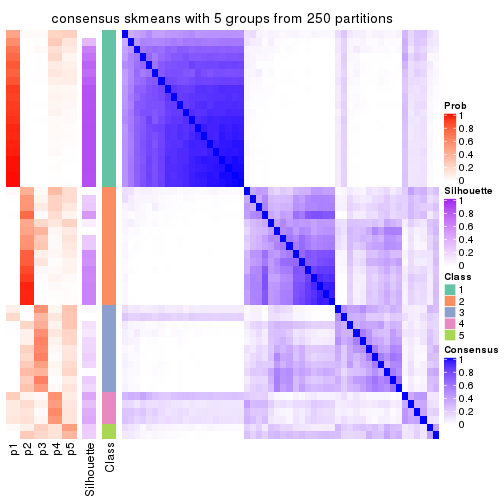 consensus skmeans with 5 groups from 250 partitions
Prob
1
0.8
0.6
0.4
0.2
0
Silhouette
1
0.8
0.6
0.4
0.2
0
Class
1
2
3
4
5
Consensus
1
0.8
0.6
0.4
0.2
0
p1
p2
p3
p4
p5
Silhouette
Class